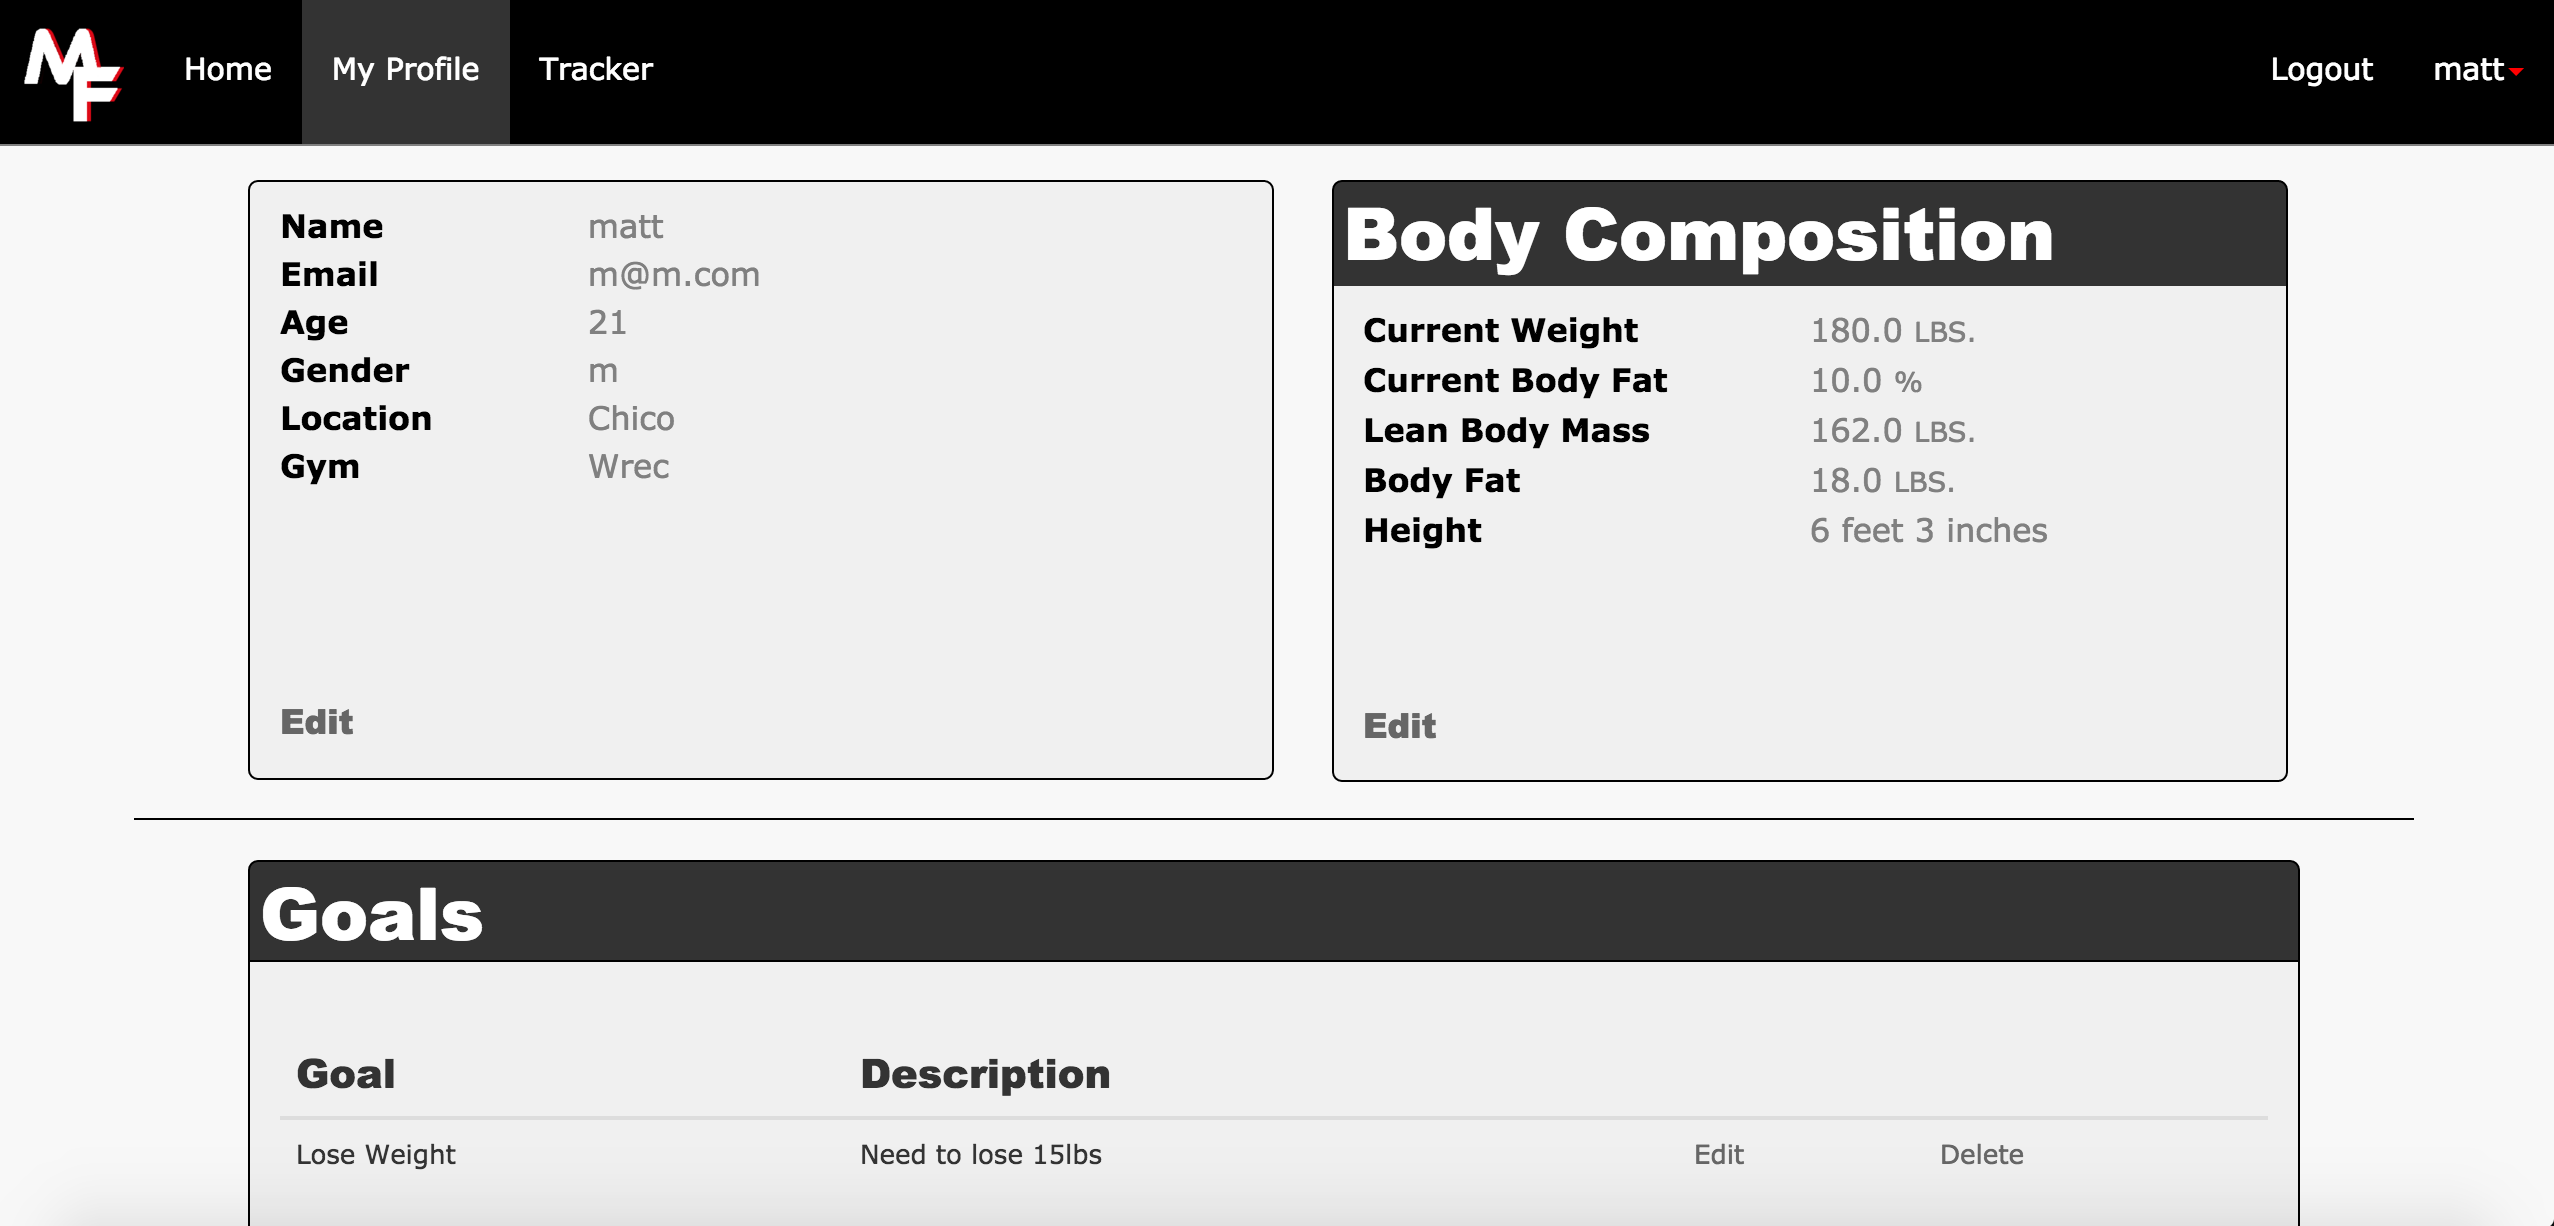 MF
Home My Profile Tracker Logout matt
Name matt
Email m@m.com
Age 21
Gender m
Location Chico
Gym Wrec
Edit
Body Composition
Current Weight 180.0 LBS.
Current Body Fat 10.0 %
Lean Body Mass 162.0 LBS.
Body Fat 18.0 LBS.
Height 6 feet 3 inches
Edit
Goals
Goal Description
Lose Weight Need to lose 15lbs Edit Delete